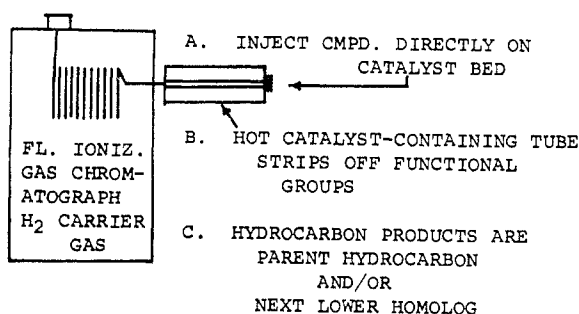 A. INJECT CMPD. DIRECTLY ON
CATALYST BED
B. HOT CATALYST-CONTAINING TUBE
STRIPS OFF FUNCTIONAL
GROUPS
FL. IONIZ.
GAS CHROM-
ATOGRAPH
H₂ CARRIER
GAS
C. HYDROCARBON PRODUCTS ARE
PARENT HYDROCARBON
AND/OR
NEXT LOWER HOMOLOG